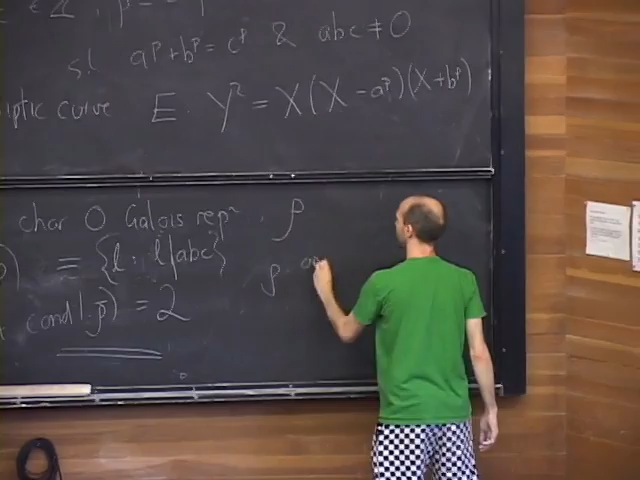 s.t a^p + b^p = c^p & abc ≠ 0
iptic curve E. Y² = X(X - a^p)(X + b^p)
char 0 Galois rep^n. ρ
) = {l : l | abc}
ρ
cond(ρ̄) = 2